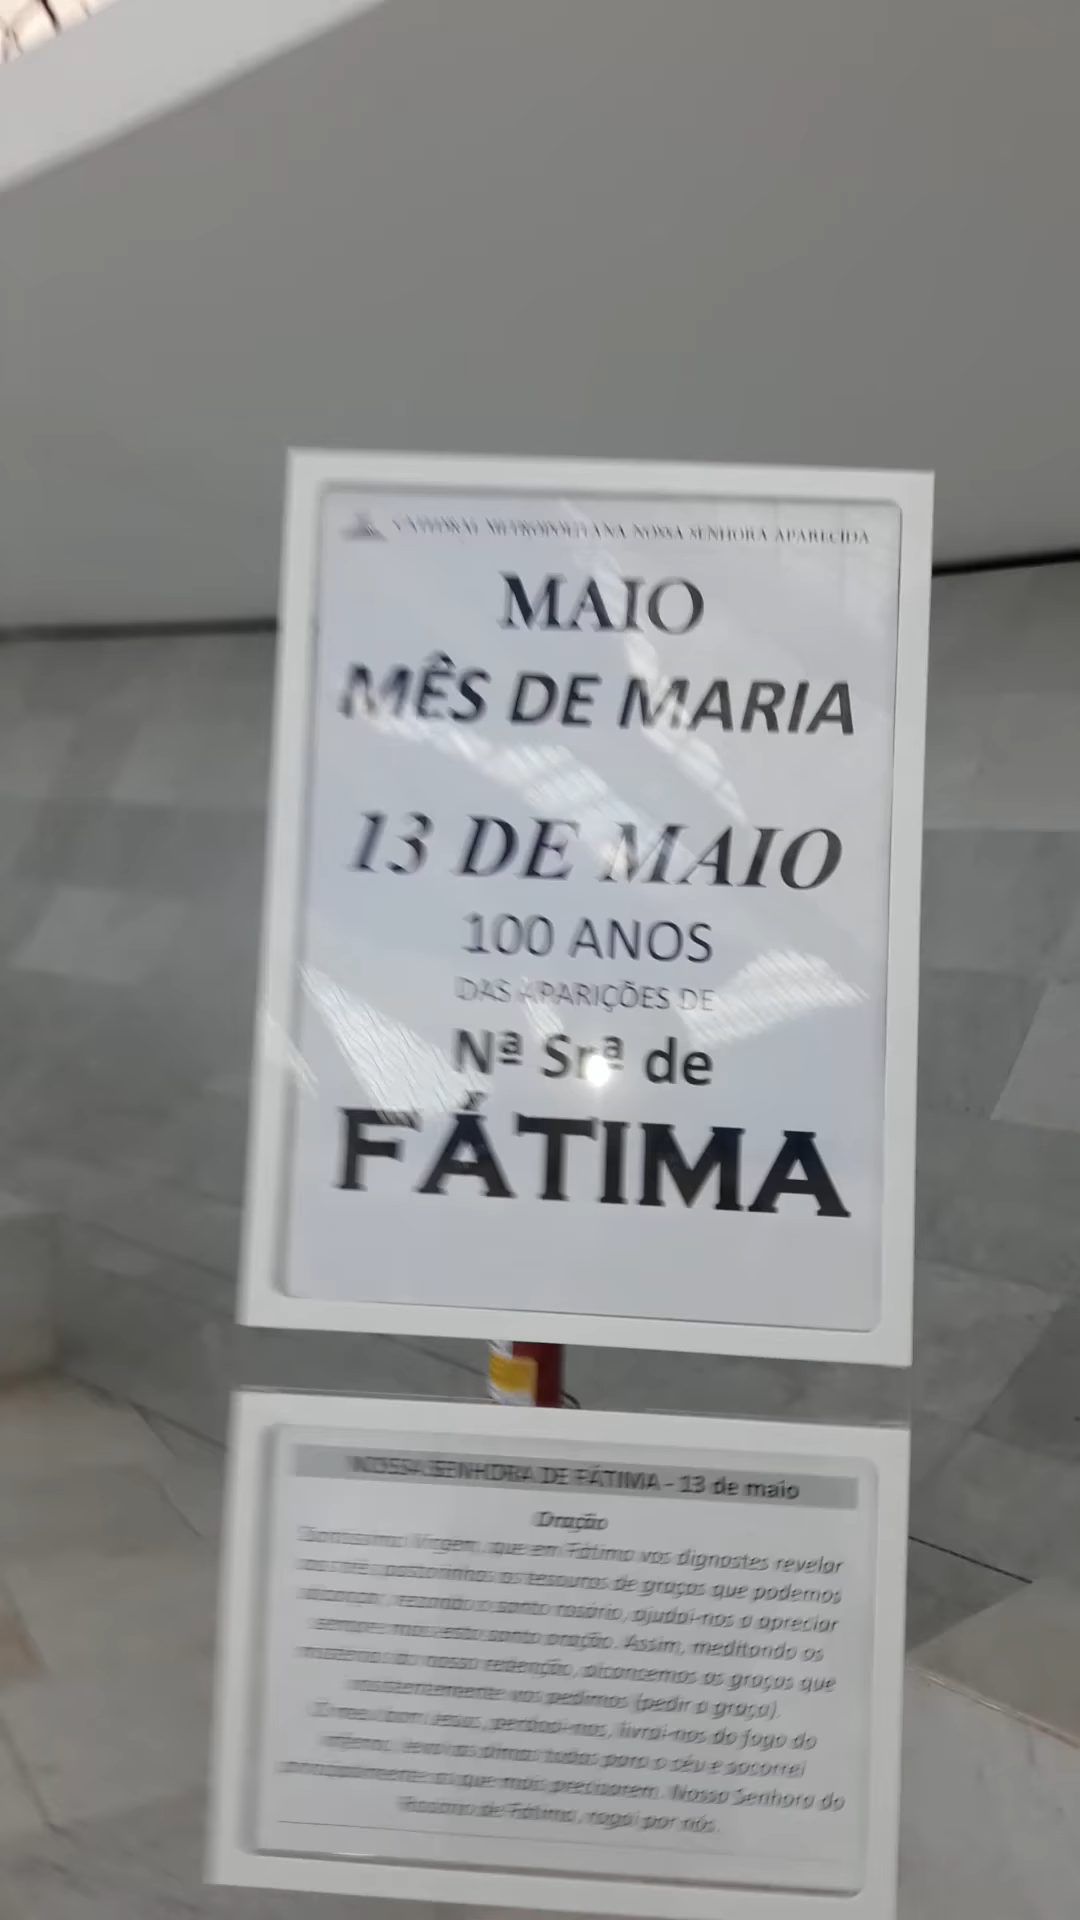 CATEDRAL METROPOLITANA NOSSA SENHORA APARECIDA
MAIO
MÊS DE MARIA
13 DE MAIO
100 ANOS
DAS APARIÇÕES DE
Nª Srª de
FÁTIMA
NOSSA SENHORA DE FÁTIMA - 13 de maio
Oração
Santíssima Virgem, que em Fátima vos dignastes revelar
pastorinhos os tesouros de graças que podemos
alcançar, rezando o santo rosário, ajudai-nos a apreciar
sempre mais esta santa oração. Assim, meditando os
mistérios da nossa redenção, alcancemos as graças que
vos pedimos (pedir a graça).
bom Jesus, perdoai-nos, livrai-nos do fogo do
inferno, levai as almas todas para o céu e socorrei
principalmente as que mais precisarem. Nossa Senhora do
Rosário de Fátima, rogai por nós.